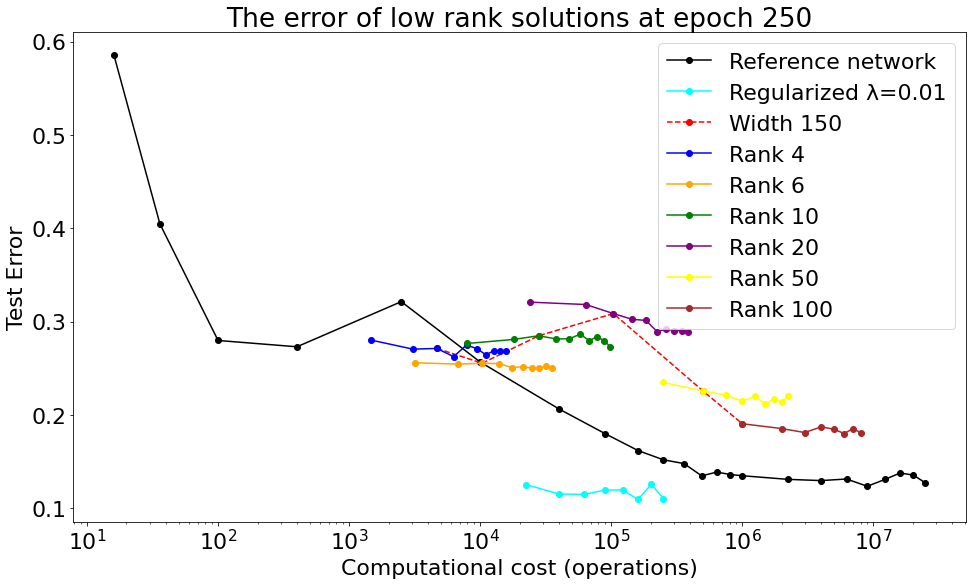 The error of low rank solutions at epoch 250
0.6
0.5
0.4
0.3
0.2
0.1
Test Error
Reference network
Regularized λ=0.01
Width 150
Rank 4
Rank 6
Rank 10
Rank 20
Rank 50
Rank 100
10¹ 10² 10³ 10⁴ 10⁵ 10⁶ 10⁷
Computational cost (operations)